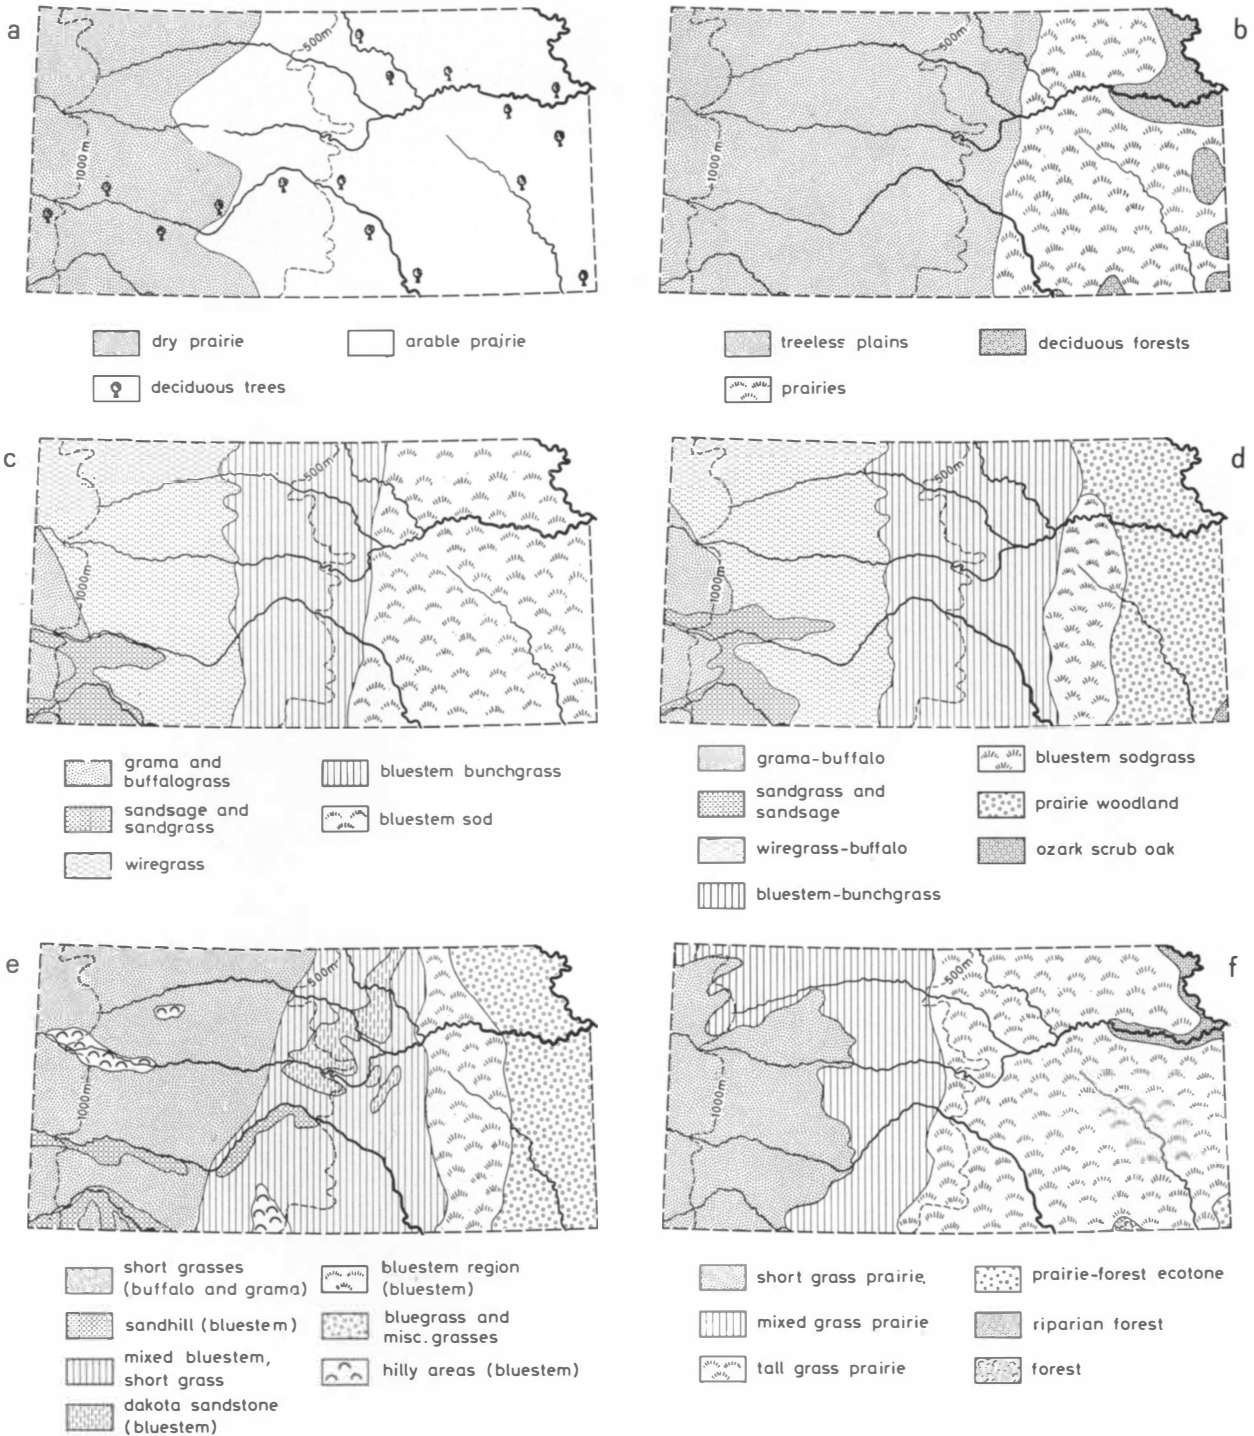 a
500m
1000 m
dry prairie
arable prairie
deciduous trees
b
500m
1000m
treeless plains
deciduous forests
prairies
c
500m
1000m
grama and
buffalograss
bluestem bunchgrass
sandsage and
sandgrass
bluestem sod
wiregrass
d
500m
1000m
grama-buffalo
bluestem sodgrass
sandgrass and
sandsage
prairie woodland
wiregrass-buffalo
ozark scrub oak
bluestem-bunchgrass
e
500m
1000m
short grasses
(buffalo and grama)
bluestem region
(bluestem)
sandhill (bluestem)
bluegrass and
misc. grasses
mixed bluestem,
short grass
hilly areas (bluestem)
dakota sandstone
(bluestem)
f
500m
1000m
short grass prairie
prairie-forest ecotone
mixed grass prairie
riparian forest
tall grass prairie
forest